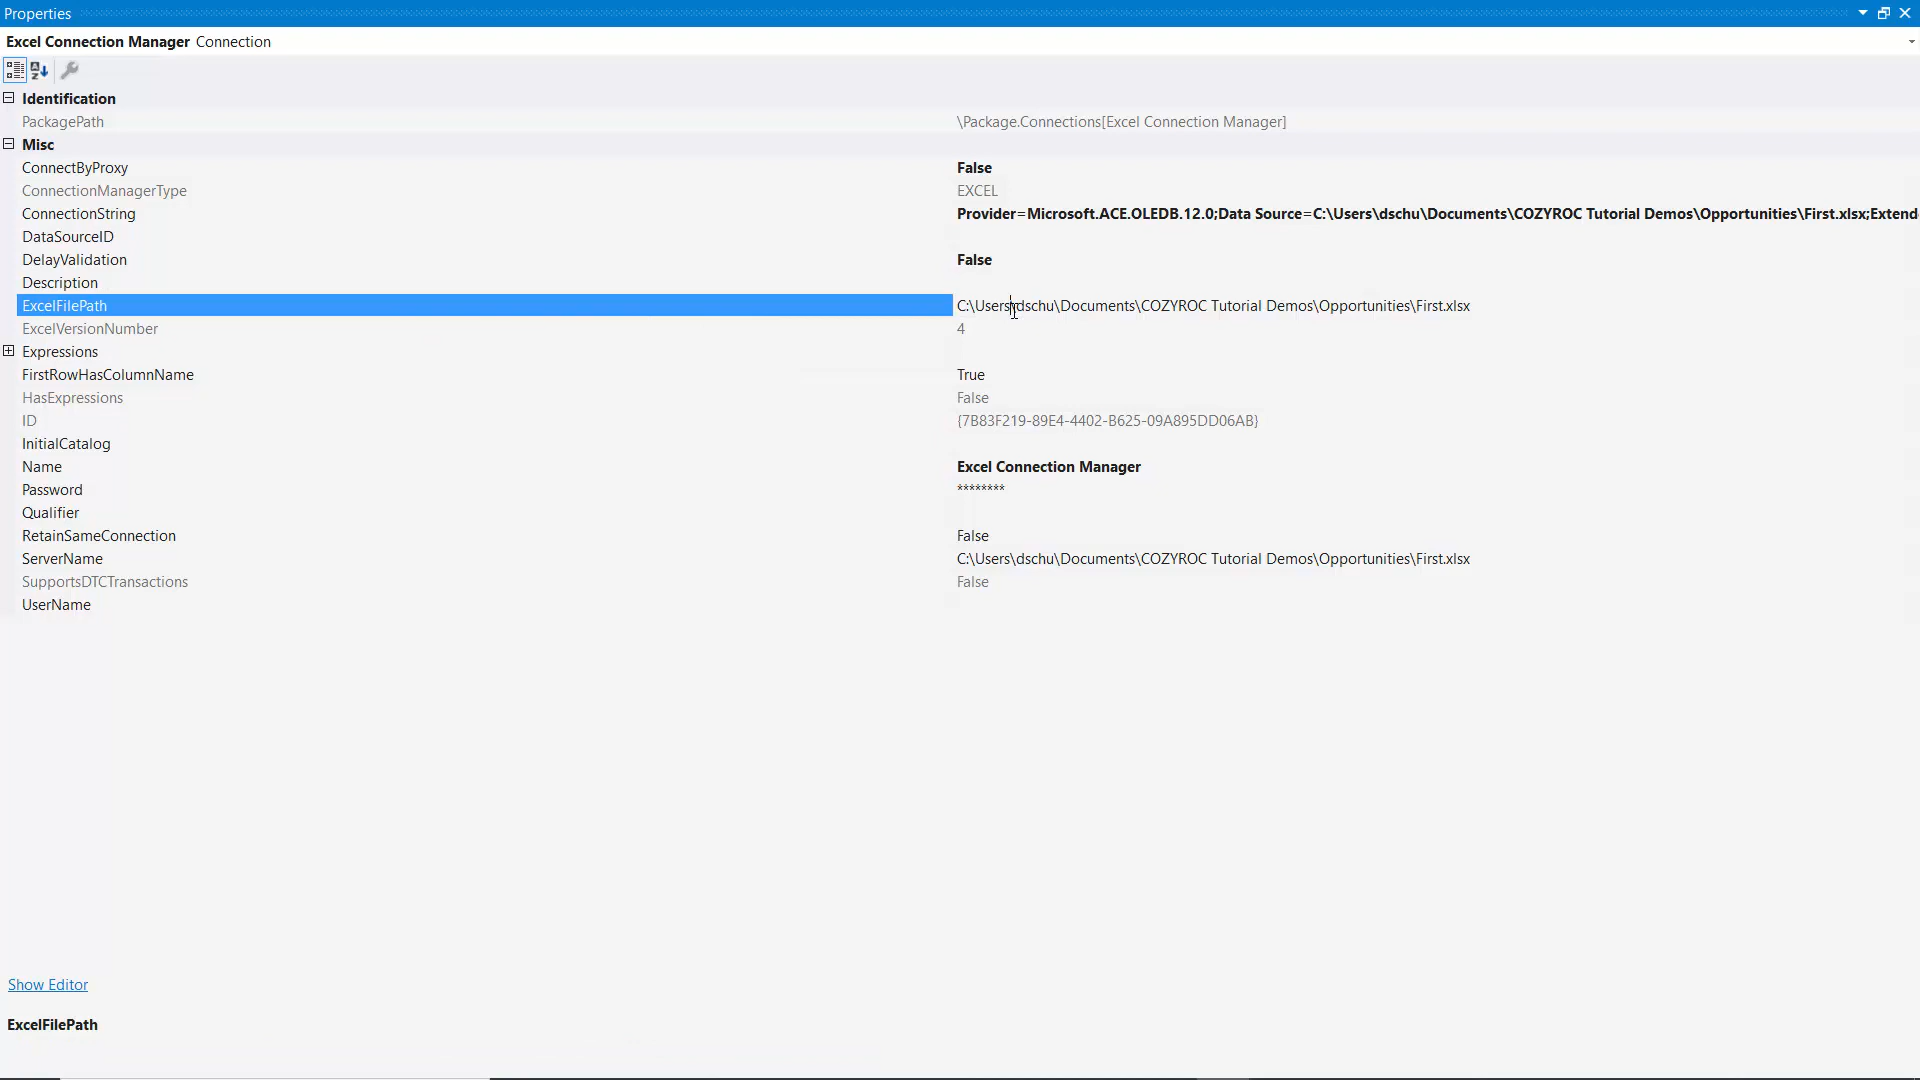 Properties
Excel Connection Manager Connection
Identification
PackagePath \Package.Connections[Excel Connection Manager]
Misc
ConnectByProxy False
ConnectionManagerType EXCEL
ConnectionString Provider=Microsoft.ACE.OLEDB.12.0;Data Source=C:\Users\dschu\Documents\COZYROC Tutorial Demos\Opportunities\First.xlsx;Extend
DataSourceID
DelayValidation False
Description
ExcelFilePath C:\Users\dschu\Documents\COZYROC Tutorial Demos\Opportunities\First.xlsx
ExcelVersionNumber 4
Expressions
FirstRowHasColumnName True
HasExpressions False
ID {7B83F219-89E4-4402-B625-09A895DD06AB}
InitialCatalog
Name Excel Connection Manager
Password ********
Qualifier
RetainSameConnection False
ServerName C:\Users\dschu\Documents\COZYROC Tutorial Demos\Opportunities\First.xlsx
SupportsDTCTransactions False
UserName
Show Editor
ExcelFilePath